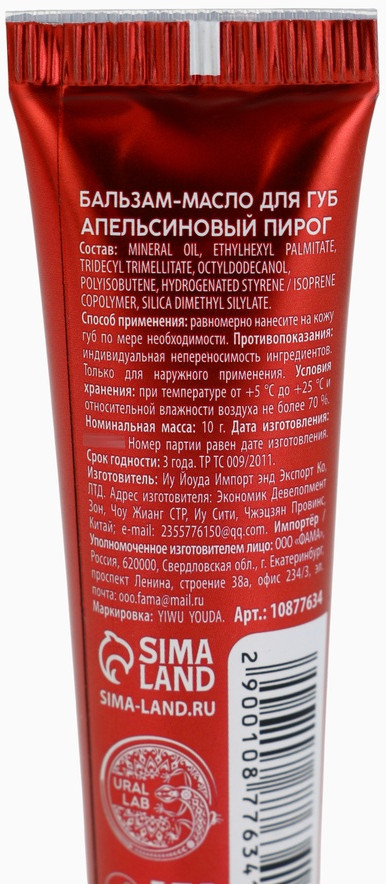 БАЛЬЗАМ-МАСЛО ДЛЯ ГУБ
АПЕЛЬСИНОВЫЙ ПИРОГ
Состав: MINERAL OIL, ETHYLHEXYL PALMITATE,
TRIDECYL TRIMELLITATE, OCTYLDODECANOL,
POLYISOBUTENE, HYDROGENATED STYRENE / ISOPRENE
COPOLYMER, SILICA DIMETHYL SILYLATE.
Способ применения: равномерно нанесите на кожу
губ по мере необходимости. Противопоказания:
индивидуальная непереносимость ингредиентов.
Только для наружного применения. Условия
хранения: при температуре от +5 °C до +25 °C и
относительной влажности воздуха не более 70 %.
Номинальная масса: 10 г. Дата изготовления:
Номер партии равен дате изготовления.
Срок годности: 3 года. ТР ТС 009/2011.
Изготовитель: Иу Йоуда Импорт энд Экспорт Ко,
ЛТД. Адрес изготовителя: Экономик Девелопмент
Зон, Чоу Жианг СТР, Иу Сити, Чжэцзян Провинс,
Китай; e-mail: 2355776150@qq.com. Импортёр /
Уполномоченное изготовителем лицо: ООО «ФАМА»,
Россия, 620000, Свердловская обл., г. Екатеринбург,
проспект Ленина, строение 38а, офис 234/3, эл.
почта: ooo.fama@mail.ru
Маркировка: YIWU YOUDA. Арт.: 10877634
SIMA
LAND
SIMA-LAND.RU
URAL
LAB
2 900108 77634